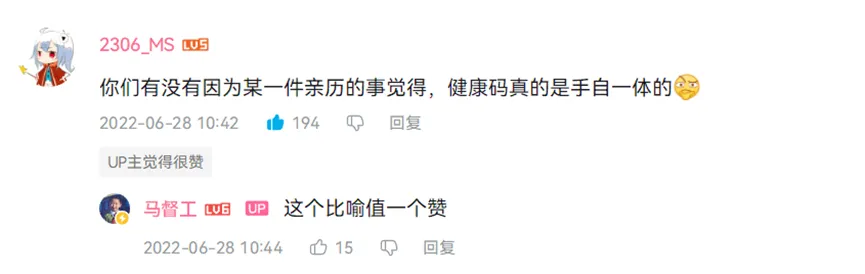 2306_MS LV5
你们有没有因为某一件亲历的事觉得，健康码真的是手自一体的
2022-06-28 10:42 194 回复
UP主觉得很赞
马督工 LV6 UP 这个比喻值一个赞
2022-06-28 10:44 15 回复